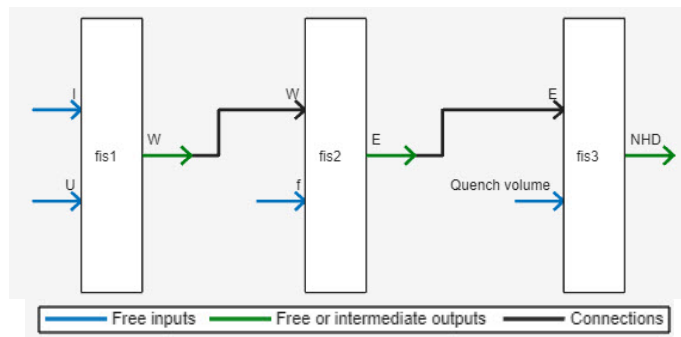 I
U
fis1
W
W
f
fis2
E
E
Quench volume
fis3
NHD
Free inputs
Free or intermediate outputs
Connections